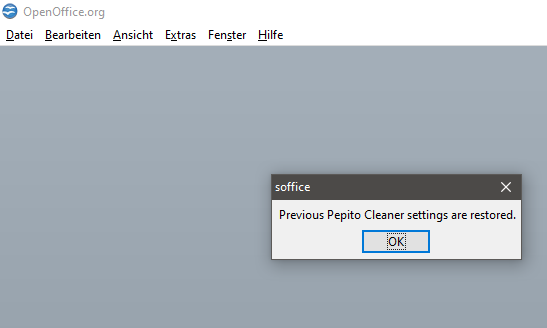 OpenOffice.org
Datei Bearbeiten Ansicht Extras Fenster Hilfe
soffice
Previous Pepito Cleaner settings are restored.
OK